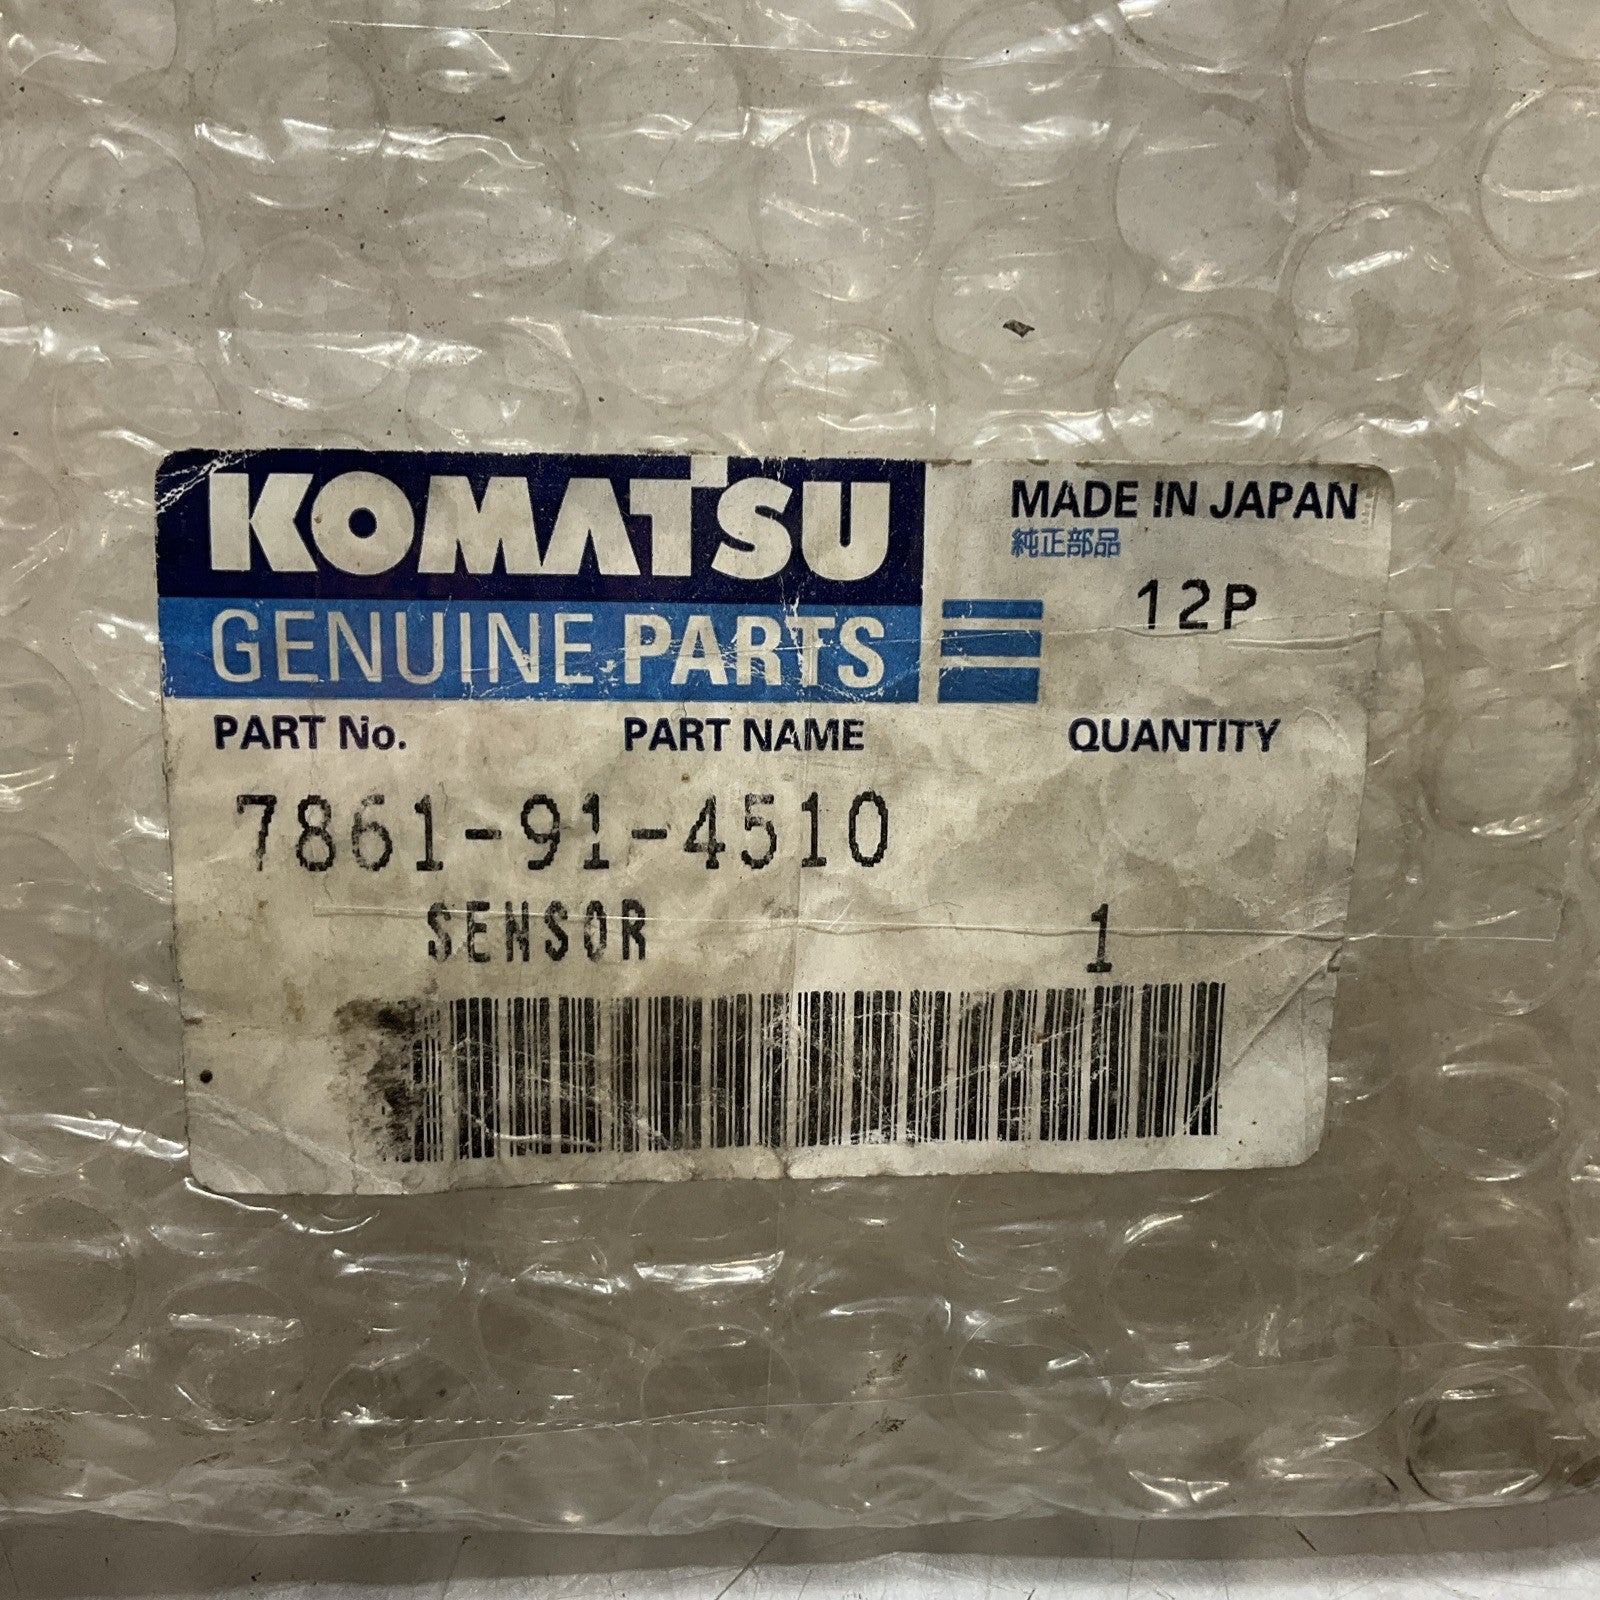 KOMATSU
GENUINE PARTS
MADE IN JAPAN
純正部品
12P
PART No. PART NAME QUANTITY
7861-91-4510
SENSOR 1